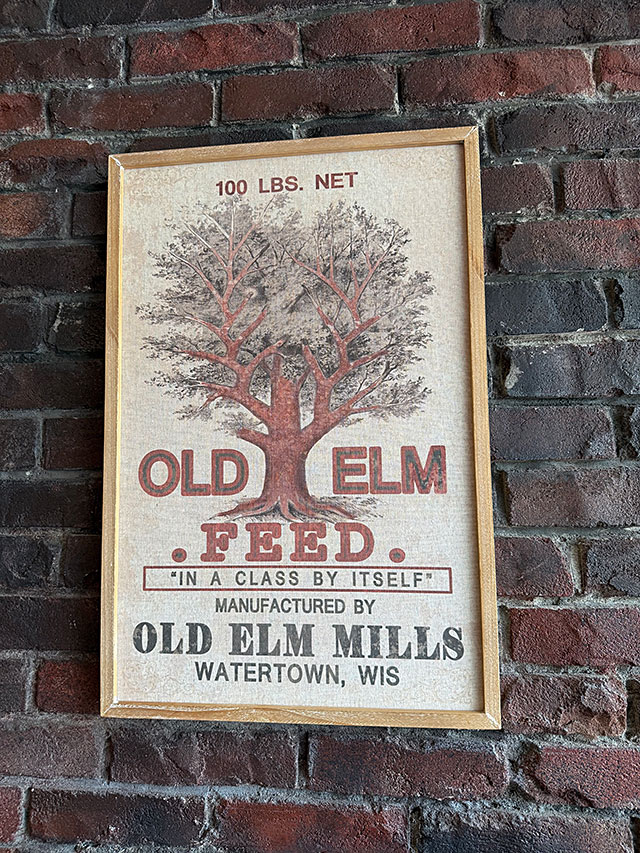 100 LBS. NET
OLD ELM
. FEED .
"IN A CLASS BY ITSELF"
MANUFACTURED BY
OLD ELM MILLS
WATERTOWN, WIS